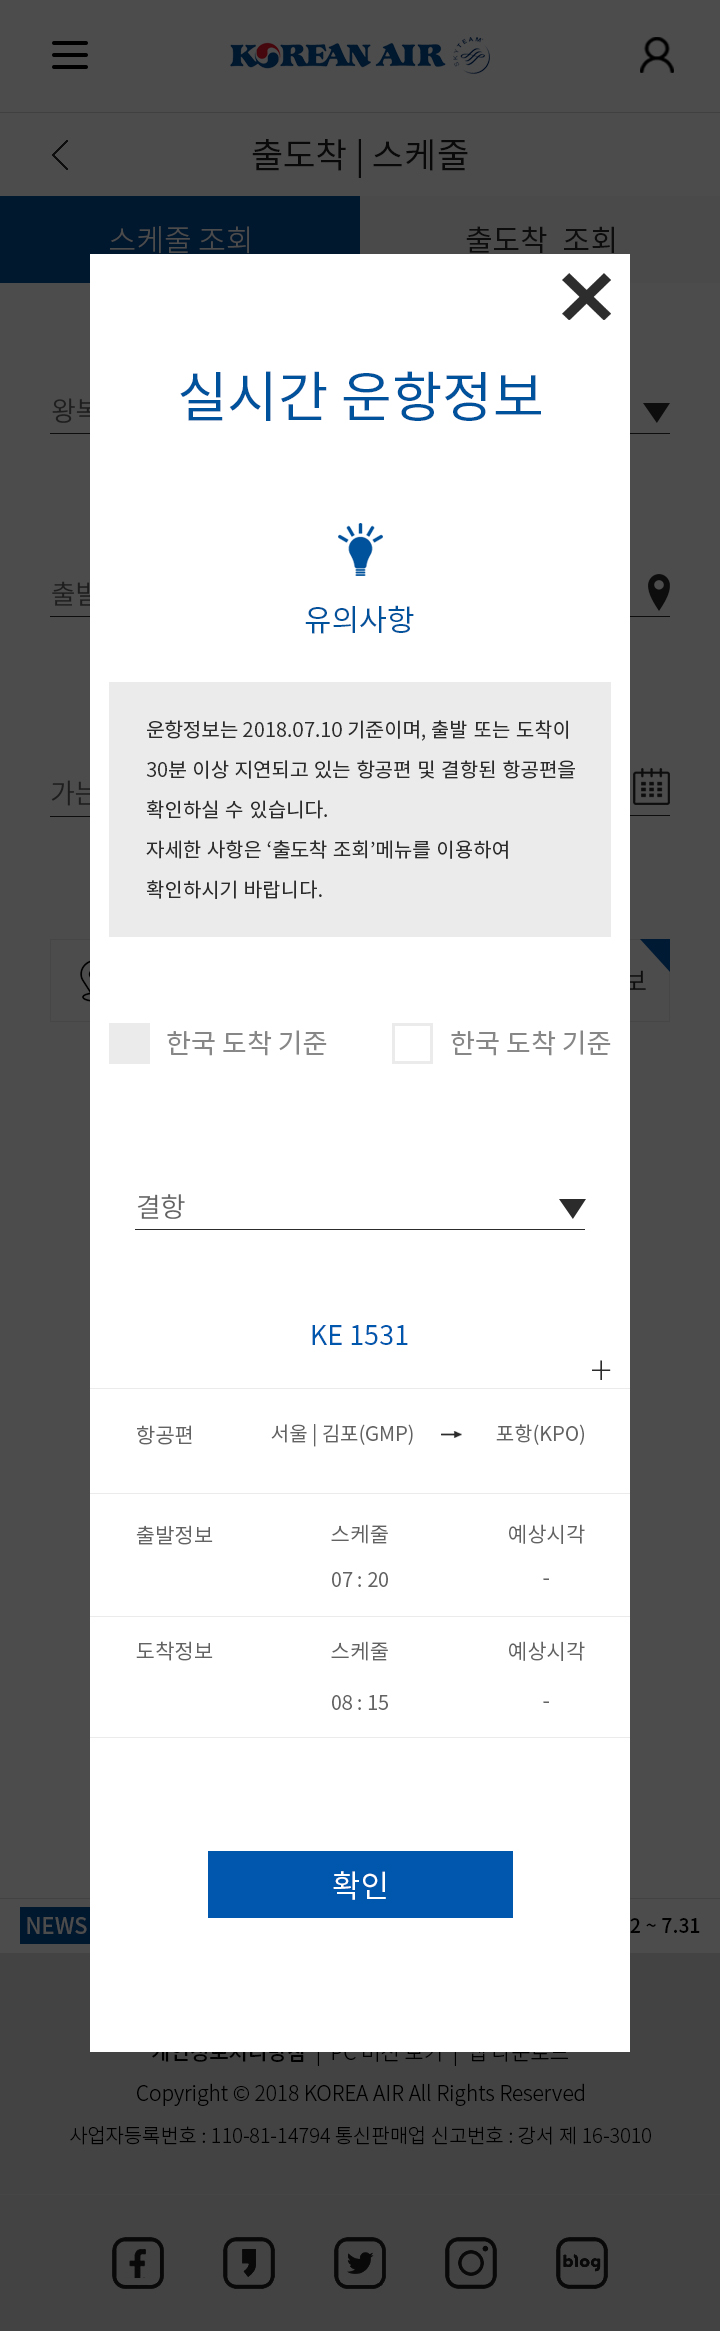 KOREAN AIR
출도착 | 스케줄
스케줄 조회
출도착 조회
실시간 운항정보
유의사항
운항정보는 2018.07.10 기준이며, 출발 또는 도착이
30분 이상 지연되고 있는 항공편 및 결항된 항공편을
확인하실 수 있습니다.
자세한 사항은 ‘출도착 조회’메뉴를 이용하여
확인하시기 바랍니다.
한국 도착 기준
한국 도착 기준
결항
KE 1531
항공편 서울 | 김포(GMP) → 포항(KPO)
출발정보 스케줄 예상시각
07 : 20 -
도착정보 스케줄 예상시각
08 : 15 -
확인
NEWS
2 ~ 7.31
Copyright © 2018 KOREA AIR All Rights Reserved
사업자등록번호 : 110-81-14794 통신판매업 신고번호 : 강서 제 16-3010
blog